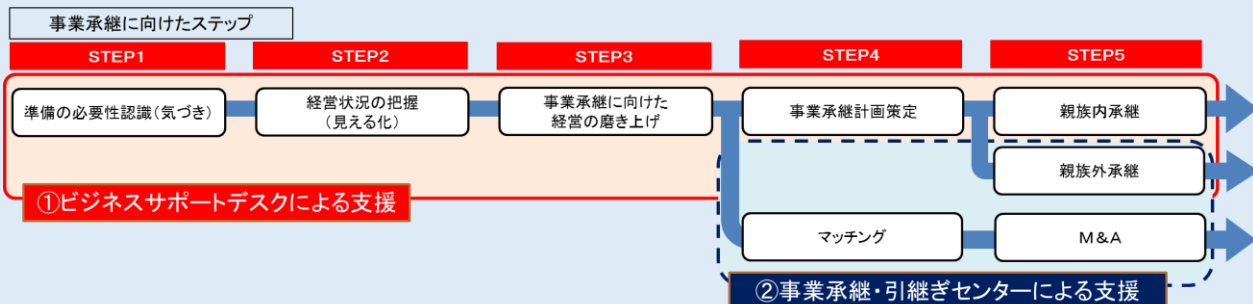 事業承継に向けたステップ
STEP1
STEP2
STEP3
STEP4
STEP5
準備の必要性認識(気づき)
経営状況の把握
(見える化)
事業承継に向けた
経営の磨き上げ
事業承継計画策定
親族内承継
親族外承継
①ビジネスサポートデスクによる支援
マッチング
M&A
②事業承継・引継ぎセンターによる支援